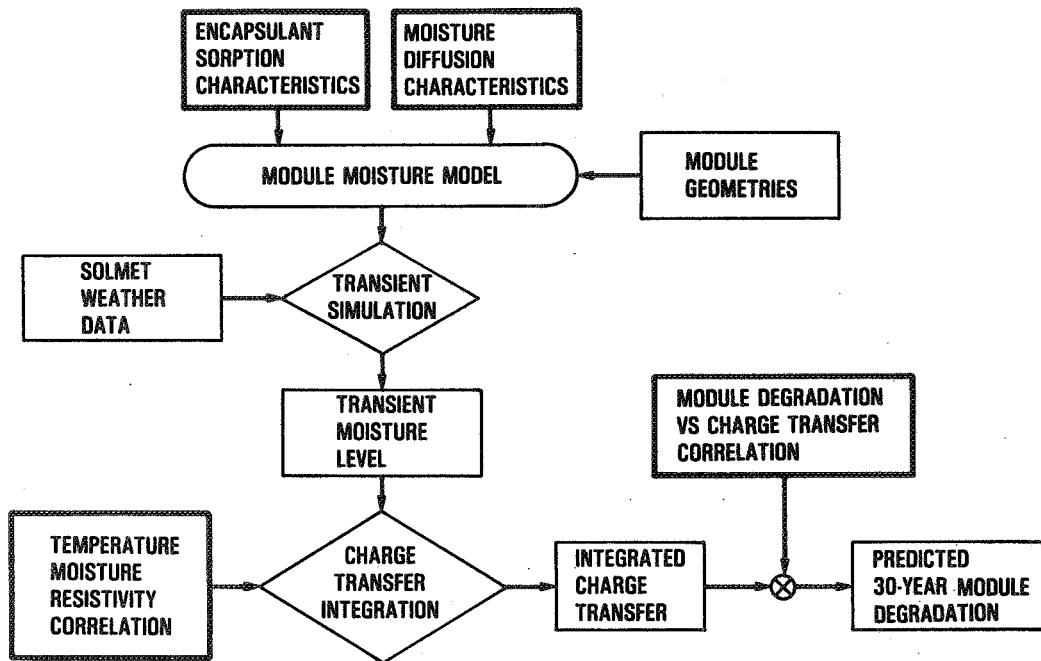 ENCAPSULANT
SORPTION
CHARACTERISTICS
MOISTURE
DIFFUSION
CHARACTERISTICS
MODULE MOISTURE MODEL
MODULE
GEOMETRIES
SOLMET
WEATHER
DATA
TRANSIENT
SIMULATION
TRANSIENT
MOISTURE
LEVEL
MODULE DEGRADATION
VS CHARGE TRANSFER
CORRELATION
TEMPERATURE
MOISTURE
RESISTIVITY
CORRELATION
CHARGE
TRANSFER
INTEGRATION
INTEGRATED
CHARGE
TRANSFER
PREDICTED
30-YEAR MODULE
DEGRADATION